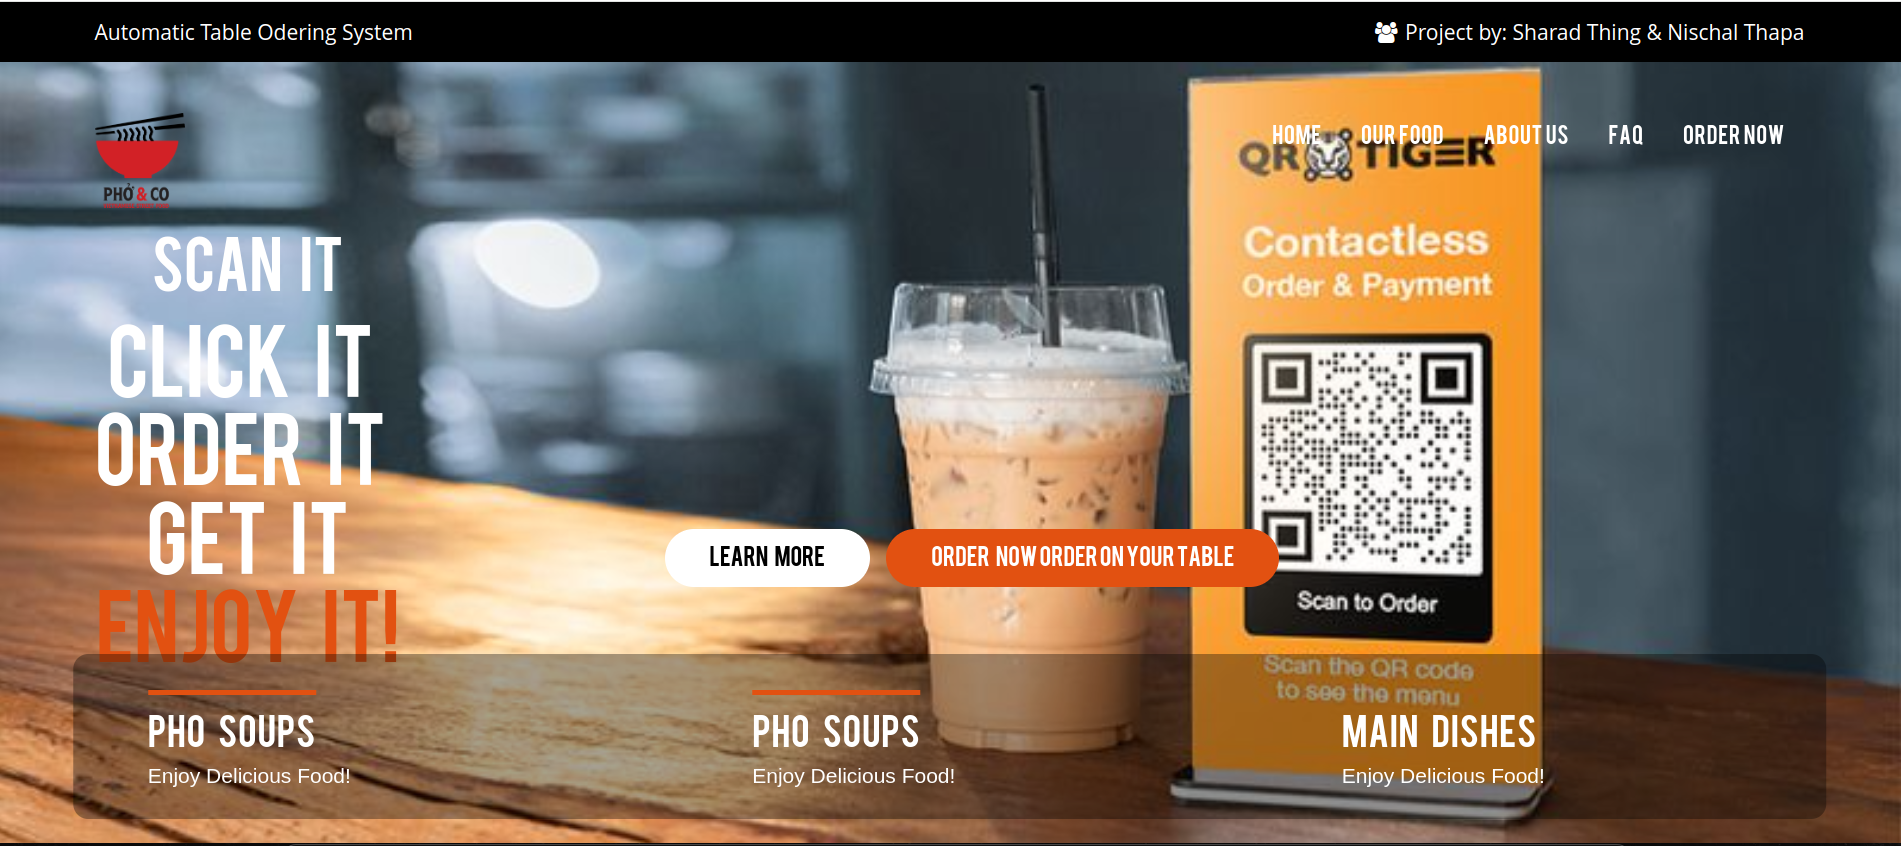 Automatic Table Odering System
Project by: Sharad Thing & Nischal Thapa
PHỞ & CO
HOME OUR FOOD ABOUT US FAQ ORDER NOW
QR TIGER
SCAN IT
CLICK IT
ORDER IT
GET IT
ENJOY IT!
Contactless
Order & Payment
LEARN MORE
ORDER NOW ORDER ON YOUR TABLE
Scan to Order
Scan the QR code
to see the menu
PHO SOUPS
Enjoy Delicious Food!
PHO SOUPS
Enjoy Delicious Food!
MAIN DISHES
Enjoy Delicious Food!